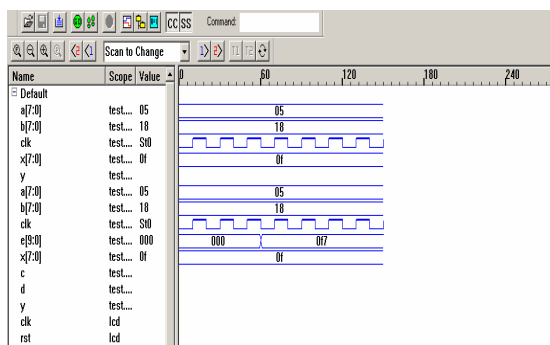 CC SS Command:
Scan to Change
Name Scope Value 0 60 120 180 240
Default
a[7:0] test.... 05 05
b[7:0] test.... 18 18
clk test.... St0
x[7:0] test.... 0f 0f
y test....
a[7:0] test.... 05 05
b[7:0] test.... 18 18
clk test.... St0
e[9:0] test.... 000 000 0f7
x[7:0] test.... 0f 0f
c test....
d test....
y test....
clk lcd
rst lcd